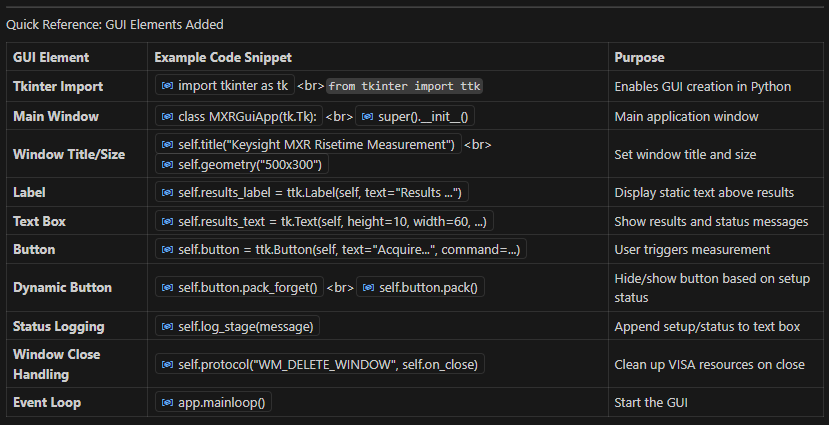 Quick Reference: GUI Elements Added
GUI Element Example Code Snippet Purpose
Tkinter Import import tkinter as tk <br> from tkinter import ttk Enables GUI creation in Python
Main Window class MXRGuiApp(tk.Tk): <br> super().__init__() Main application window
Window Title/Size self.title("Keysight MXR Risetime Measurement") <br>
self.geometry("500x300") Set window title and size
Label self.results_label = ttk.Label(self, text="Results ...") Display static text above results
Text Box self.results_text = tk.Text(self, height=10, width=60, ...) Show results and status messages
Button self.button = ttk.Button(self, text="Acquire...", command=...) User triggers measurement
Dynamic Button self.button.pack_forget() <br> self.button.pack() Hide/show button based on setup
status
Status Logging self.log_stage(message) Append setup/status to text box
Window Close
Handling self.protocol("WM_DELETE_WINDOW", self.on_close) Clean up VISA resources on close
Event Loop app.mainloop() Start the GUI